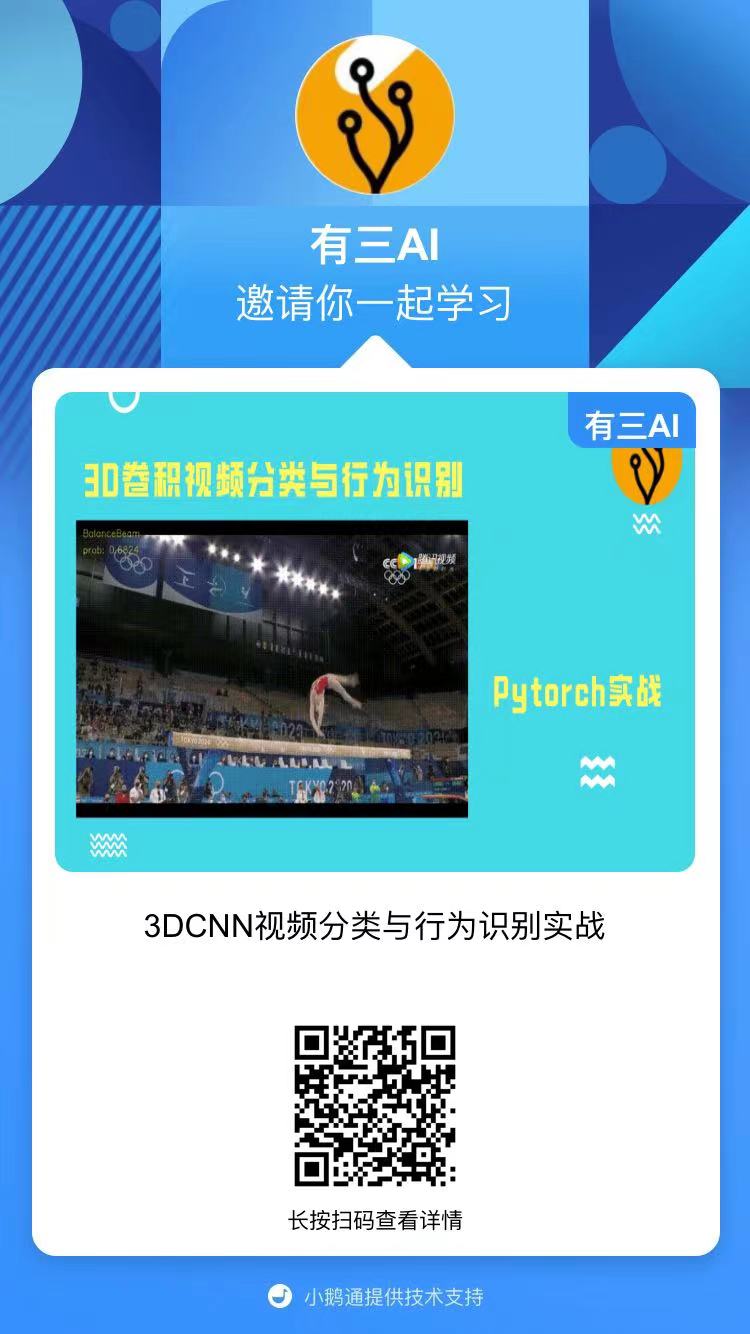 有三AI
邀请你一起学习
有三AI
3D卷积视频分类与行为识别
BalanceBeam
prob: 0.6824
腾讯视频
Pytorch实战
3DCNN视频分类与行为识别实战
长按扫码查看详情
小鹅通提供技术支持